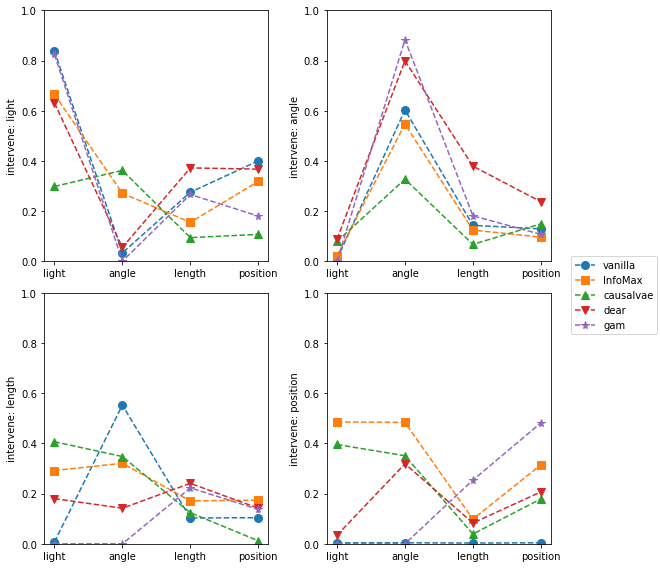 1.0
0.8
0.6
0.4
0.2
0.0
intervene: light
light angle length position
1.0
0.8
0.6
0.4
0.2
0.0
intervene: angle
light angle length position
1.0
0.8
0.6
0.4
0.2
0.0
intervene: length
light angle length position
1.0
0.8
0.6
0.4
0.2
0.0
intervene: position
light angle length position
vanilla
InfoMax
causalvae
dear
gam